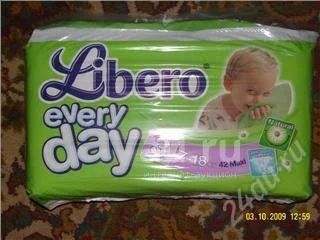 Libero
every
day
Natural
18
42 Maxi
24au.ru
03.10.2009 12:59